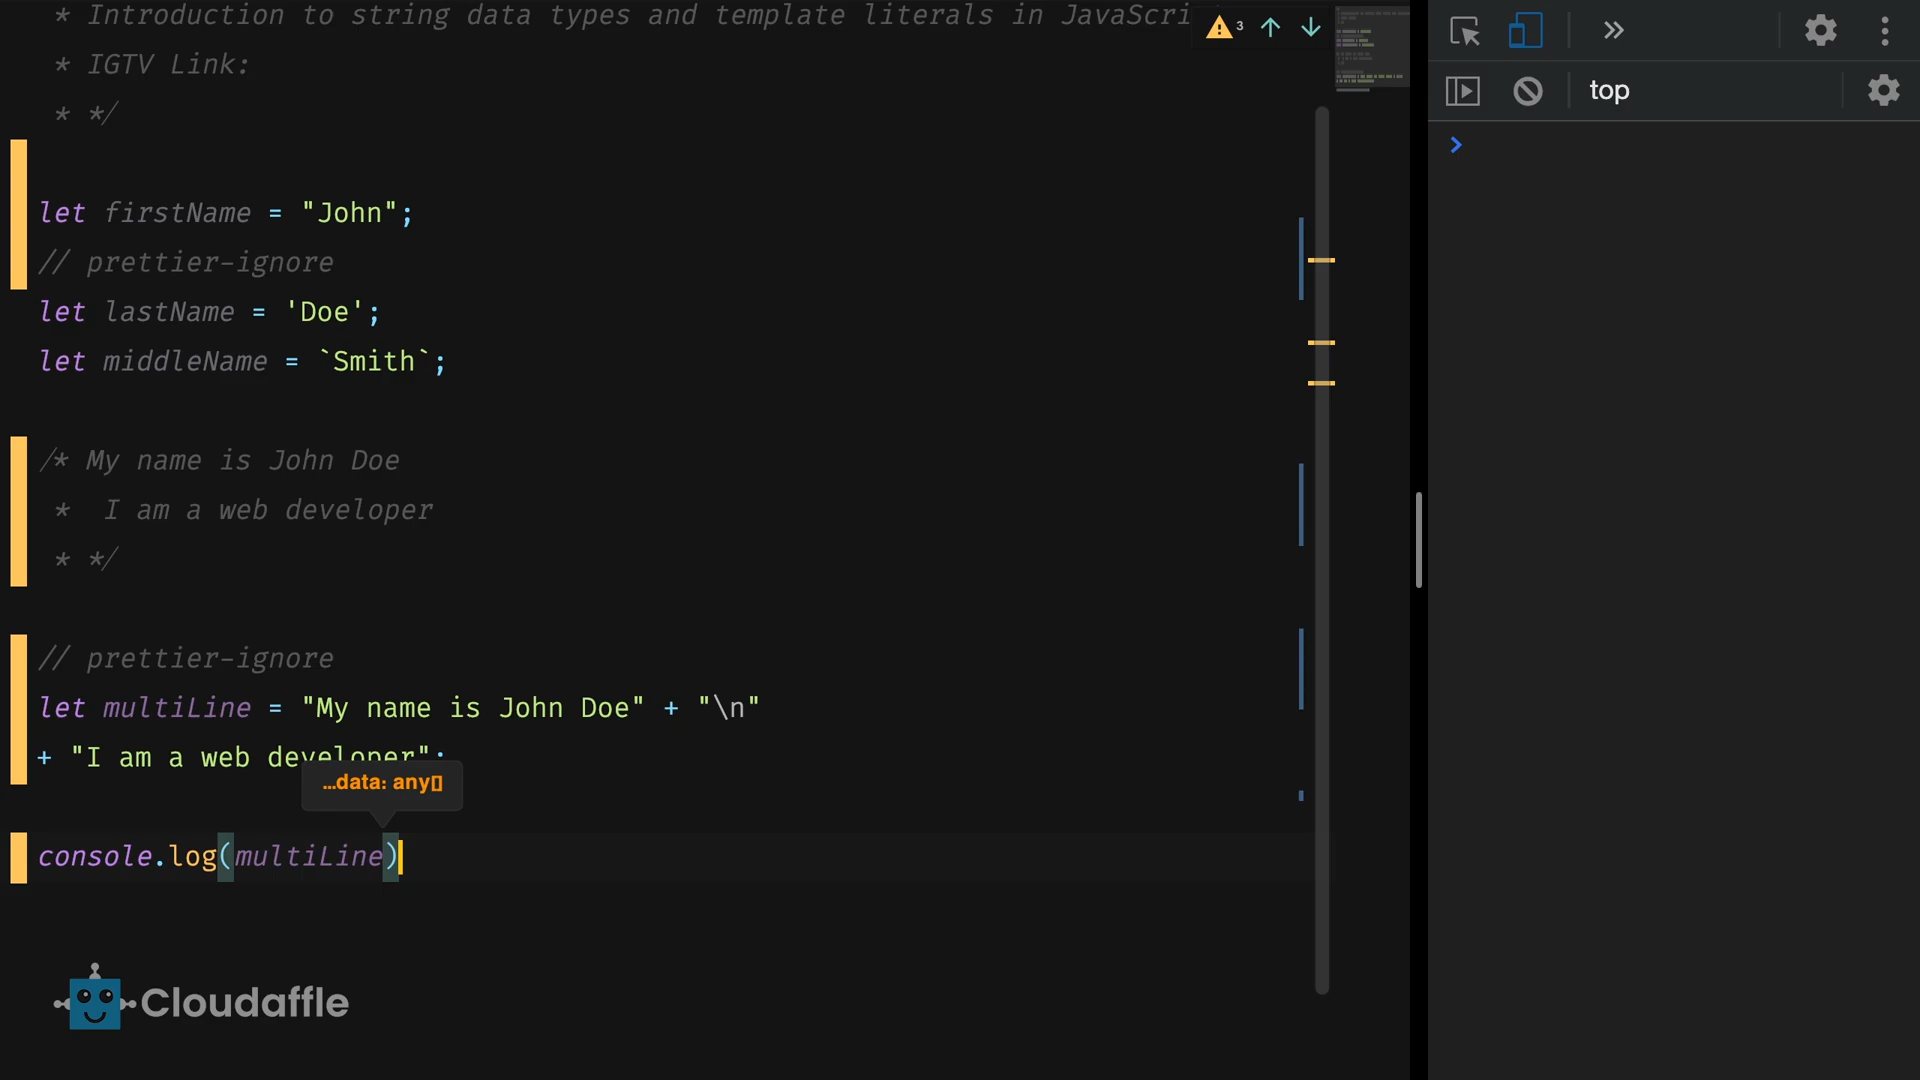 * Introduction to string data types and template literals in JavaScri
* IGTV Link:
* */
let firstName = "John";
// prettier-ignore
let lastName = 'Doe';
let middleName = `Smith`;
/* My name is John Doe
*  I am a web developer
* */
// prettier-ignore
let multiLine = "My name is John Doe" + "\n"
+ "I am a web developer";
...data: any[]
console.log(multiLine)
Cloudaffle
3
top